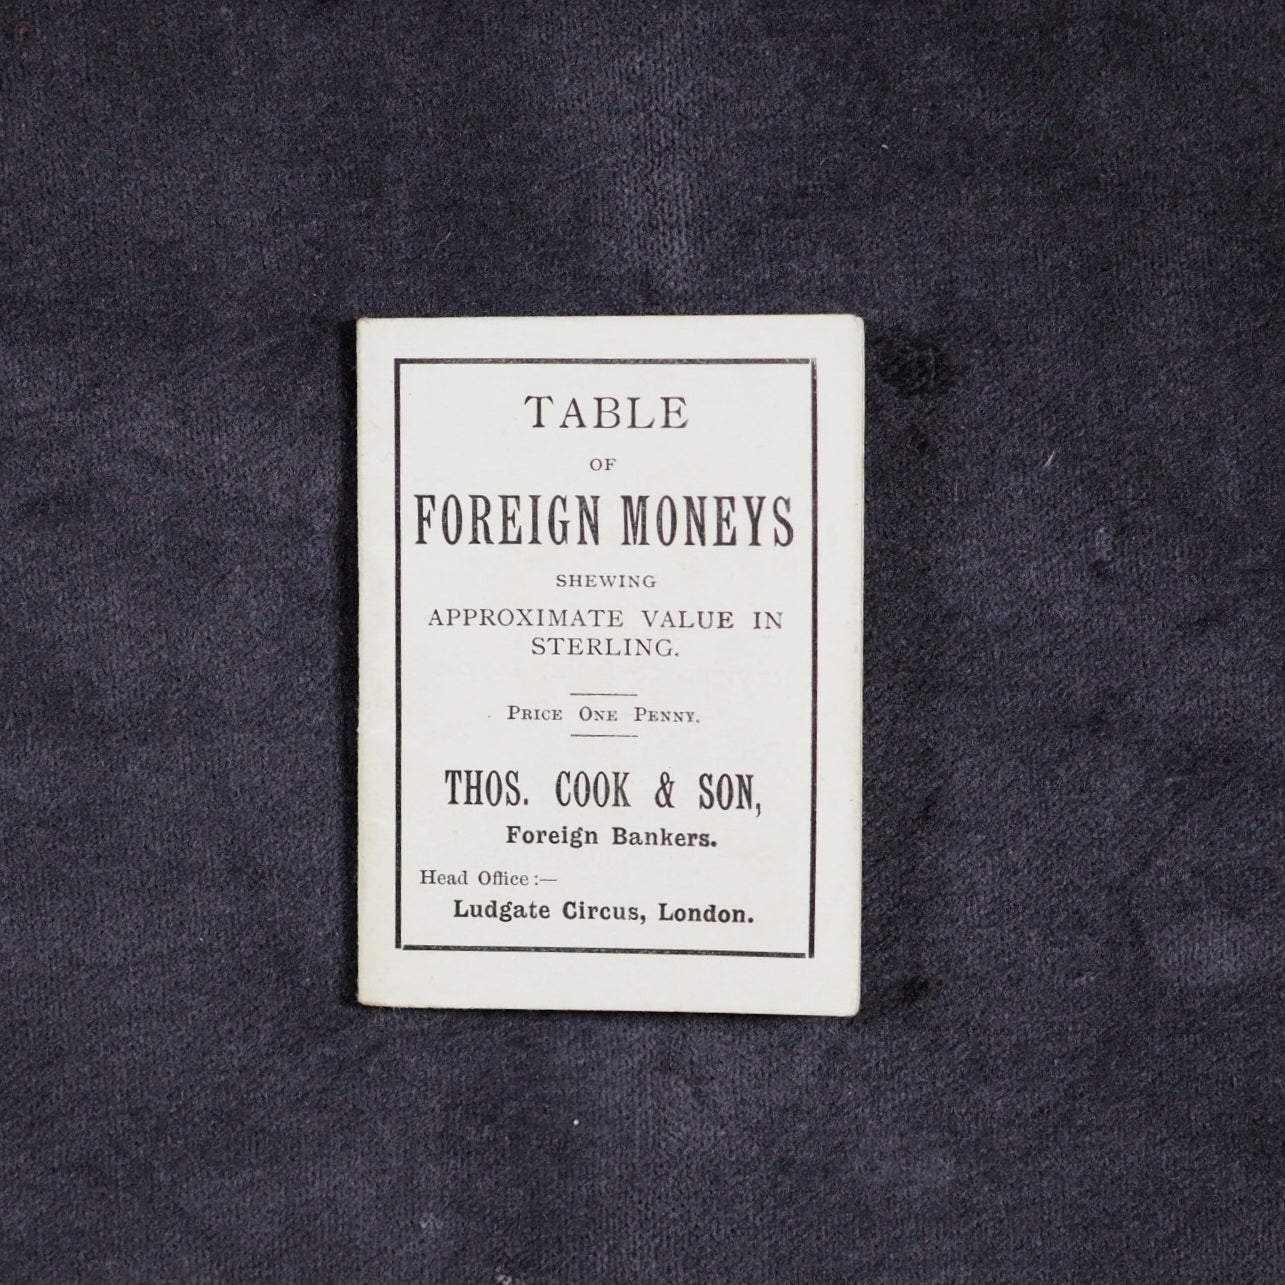 TABLE
OF
FOREIGN MONEYS
SHEWING
APPROXIMATE VALUE IN
STERLING.
PRICE ONE PENNY.
THOS. COOK & SON,
Foreign Bankers.
Head Office :—
Ludgate Circus, London.